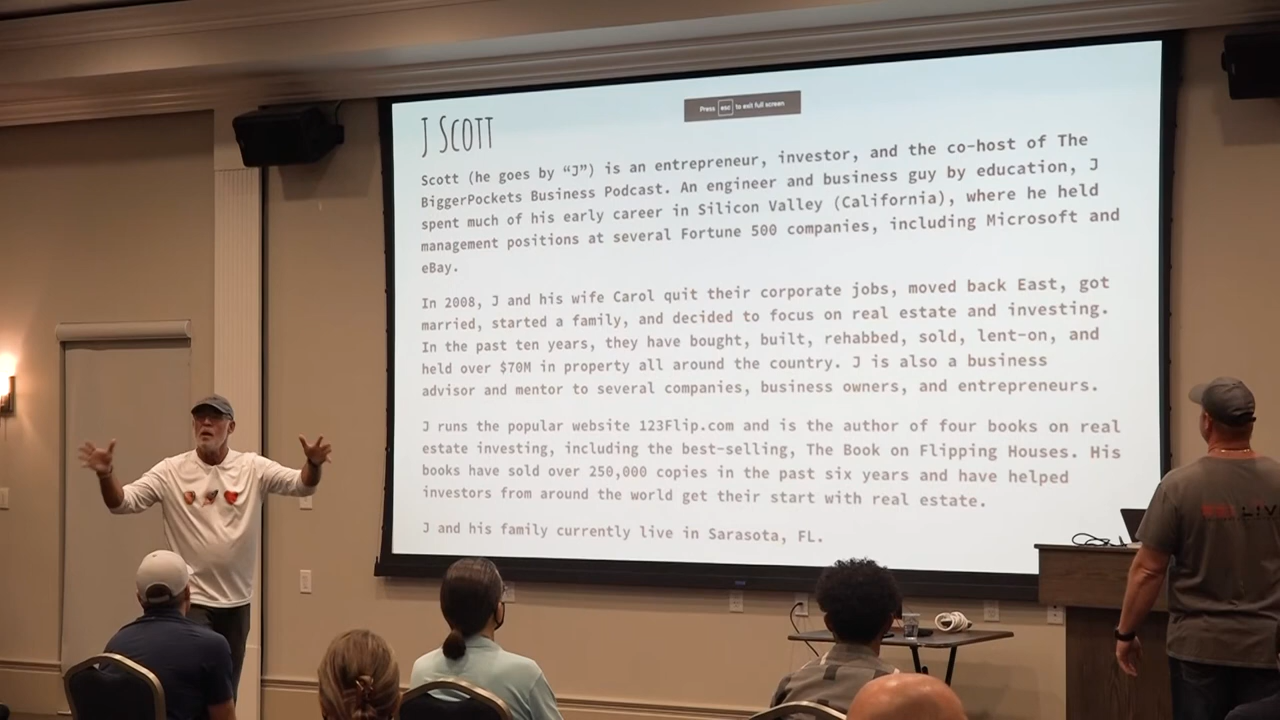 Press esc to exit full screen
J SCOTT
Scott (he goes by “J”) is an entrepreneur, investor, and the co-host of The
BiggerPockets Business Podcast. An engineer and business guy by education, J
spent much of his early career in Silicon Valley (California), where he held
management positions at several Fortune 500 companies, including Microsoft and
eBay.
In 2008, J and his wife Carol quit their corporate jobs, moved back East, got
married, started a family, and decided to focus on real estate and investing.
In the past ten years, they have bought, built, rehabbed, sold, lent-on, and
held over $70M in property all around the country. J is also a business
advisor and mentor to several companies, business owners, and entrepreneurs.
J runs the popular website 123Flip.com and is the author of four books on real
estate investing, including the best-selling, The Book on Flipping Houses. His
books have sold over 250,000 copies in the past six years and have helped
investors from around the world get their start with real estate.
J and his family currently live in Sarasota, FL.